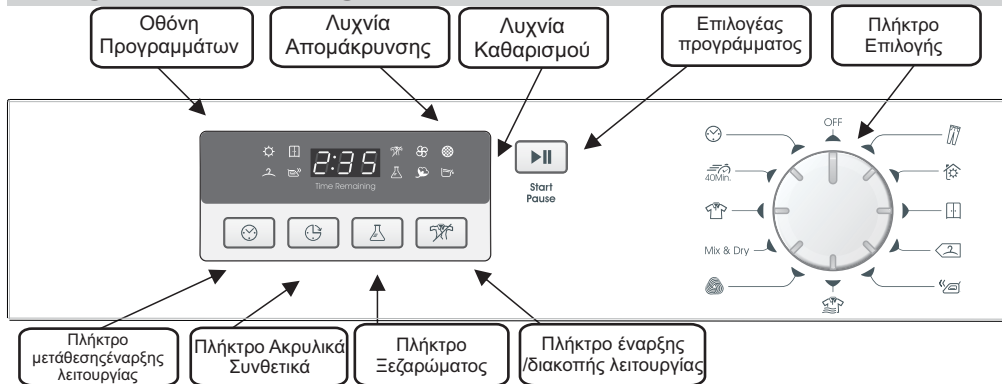 Οθόνη
Προγραμμάτων
Λυχνία
Απομάκρυνσης
Λυχνία
Καθαρισμού
Επιλογέας
προγράμματος
Πλήκτρο
Επιλογής
2:35
Time Remaining
Start
Pause
OFF
40Min.
Mix & Dry
Πλήκτρο
μετάθεσηςέναρξης
λειτουργίας
Πλήκτρο Ακρυλικά
Συνθετικά
Πλήκτρο
Ξεζαρώματος
Πλήκτρο έναρξης
/διακοπής λειτουργίας